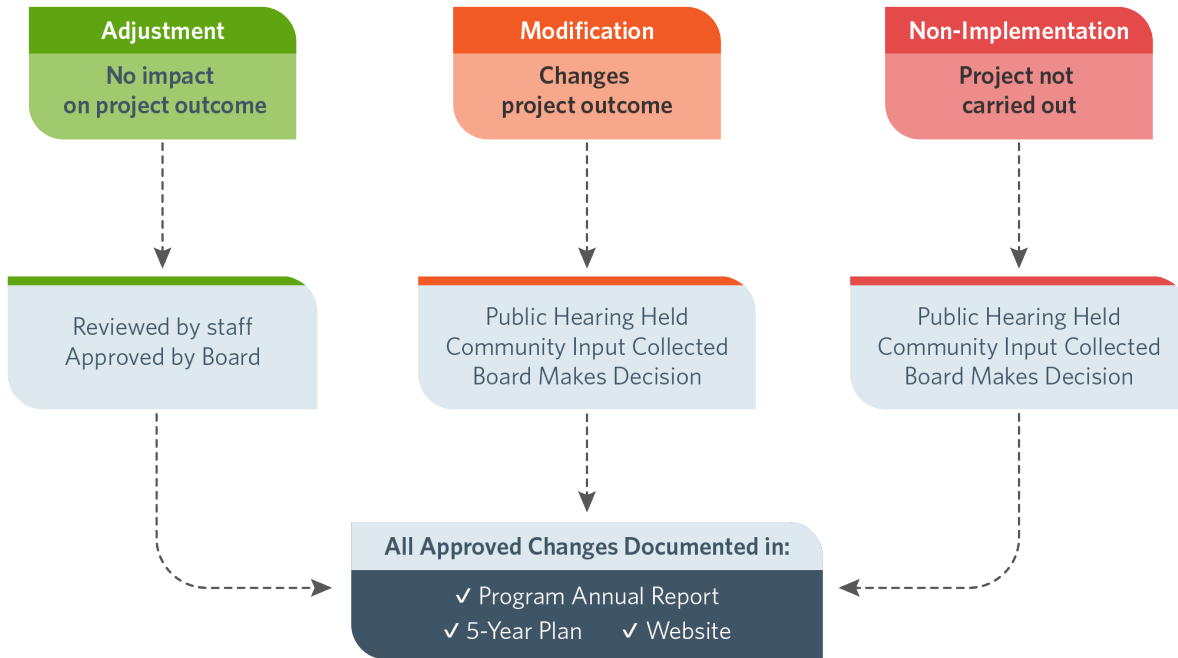 Adjustment
No impact
on project outcome
Modification
Changes
project outcome
Non-Implementation
Project not
carried out
Reviewed by staff
Approved by Board
Public Hearing Held
Community Input Collected
Board Makes Decision
Public Hearing Held
Community Input Collected
Board Makes Decision
All Approved Changes Documented in:
✓ Program Annual Report
✓ 5-Year Plan ✓ Website